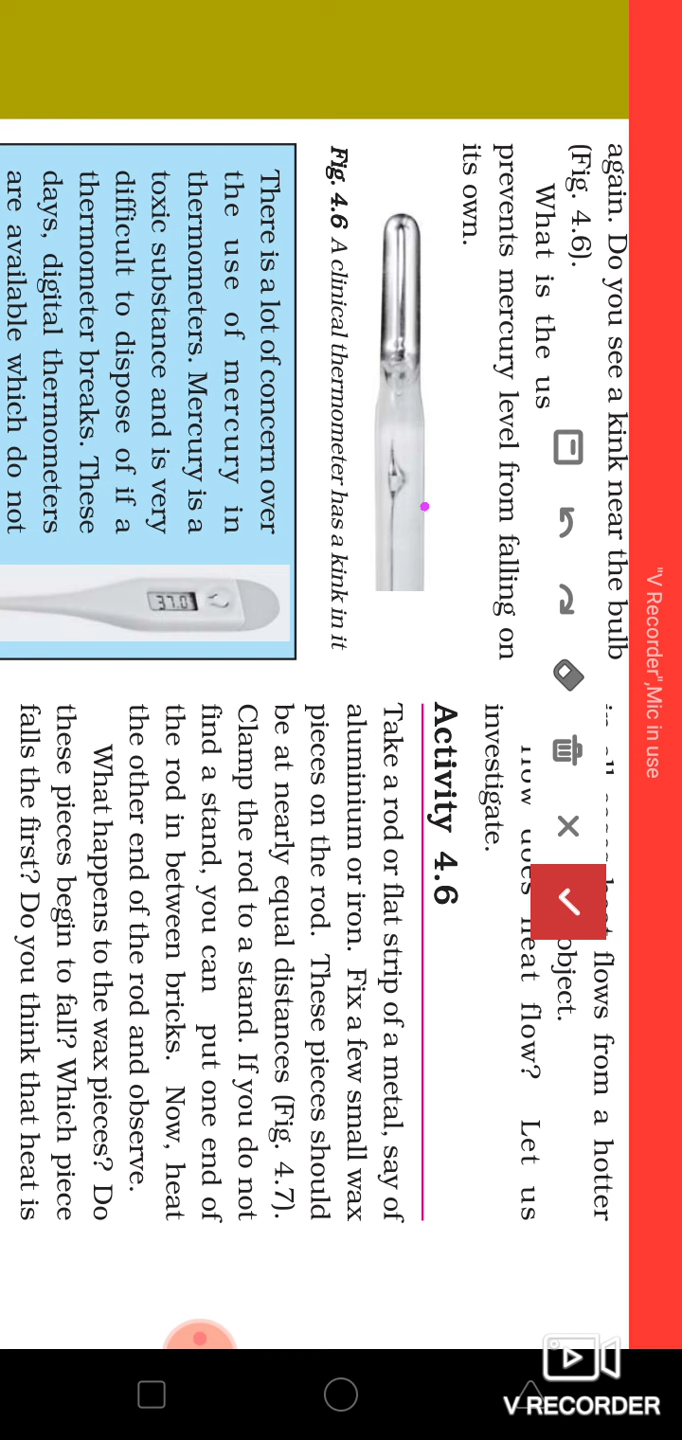 "V Recorder",Mic in use
again. Do you see a kink near the bulb
(Fig. 4.6).
What is the us
prevents mercury level from falling on
its own.
Fig. 4.6 A clinical thermometer has a kink in it
There is a lot of concern over
the use of mercury in
thermometers. Mercury is a
toxic substance and is very
difficult to dispose of if a
thermometer breaks. These
days, digital thermometers
are available which do not
37.0
flows from a hotter
object.
How does heat flow? Let us
investigate.
Activity 4.6
Take a rod or flat strip of a metal, say of
aluminium or iron. Fix a few small wax
pieces on the rod. These pieces should
be at nearly equal distances (Fig. 4.7).
Clamp the rod to a stand. If you do not
find a stand, you can put one end of
the rod in between bricks. Now, heat
the other end of the rod and observe.
What happens to the wax pieces? Do
these pieces begin to fall? Which piece
falls the first? Do you think that heat is
V RECORDER